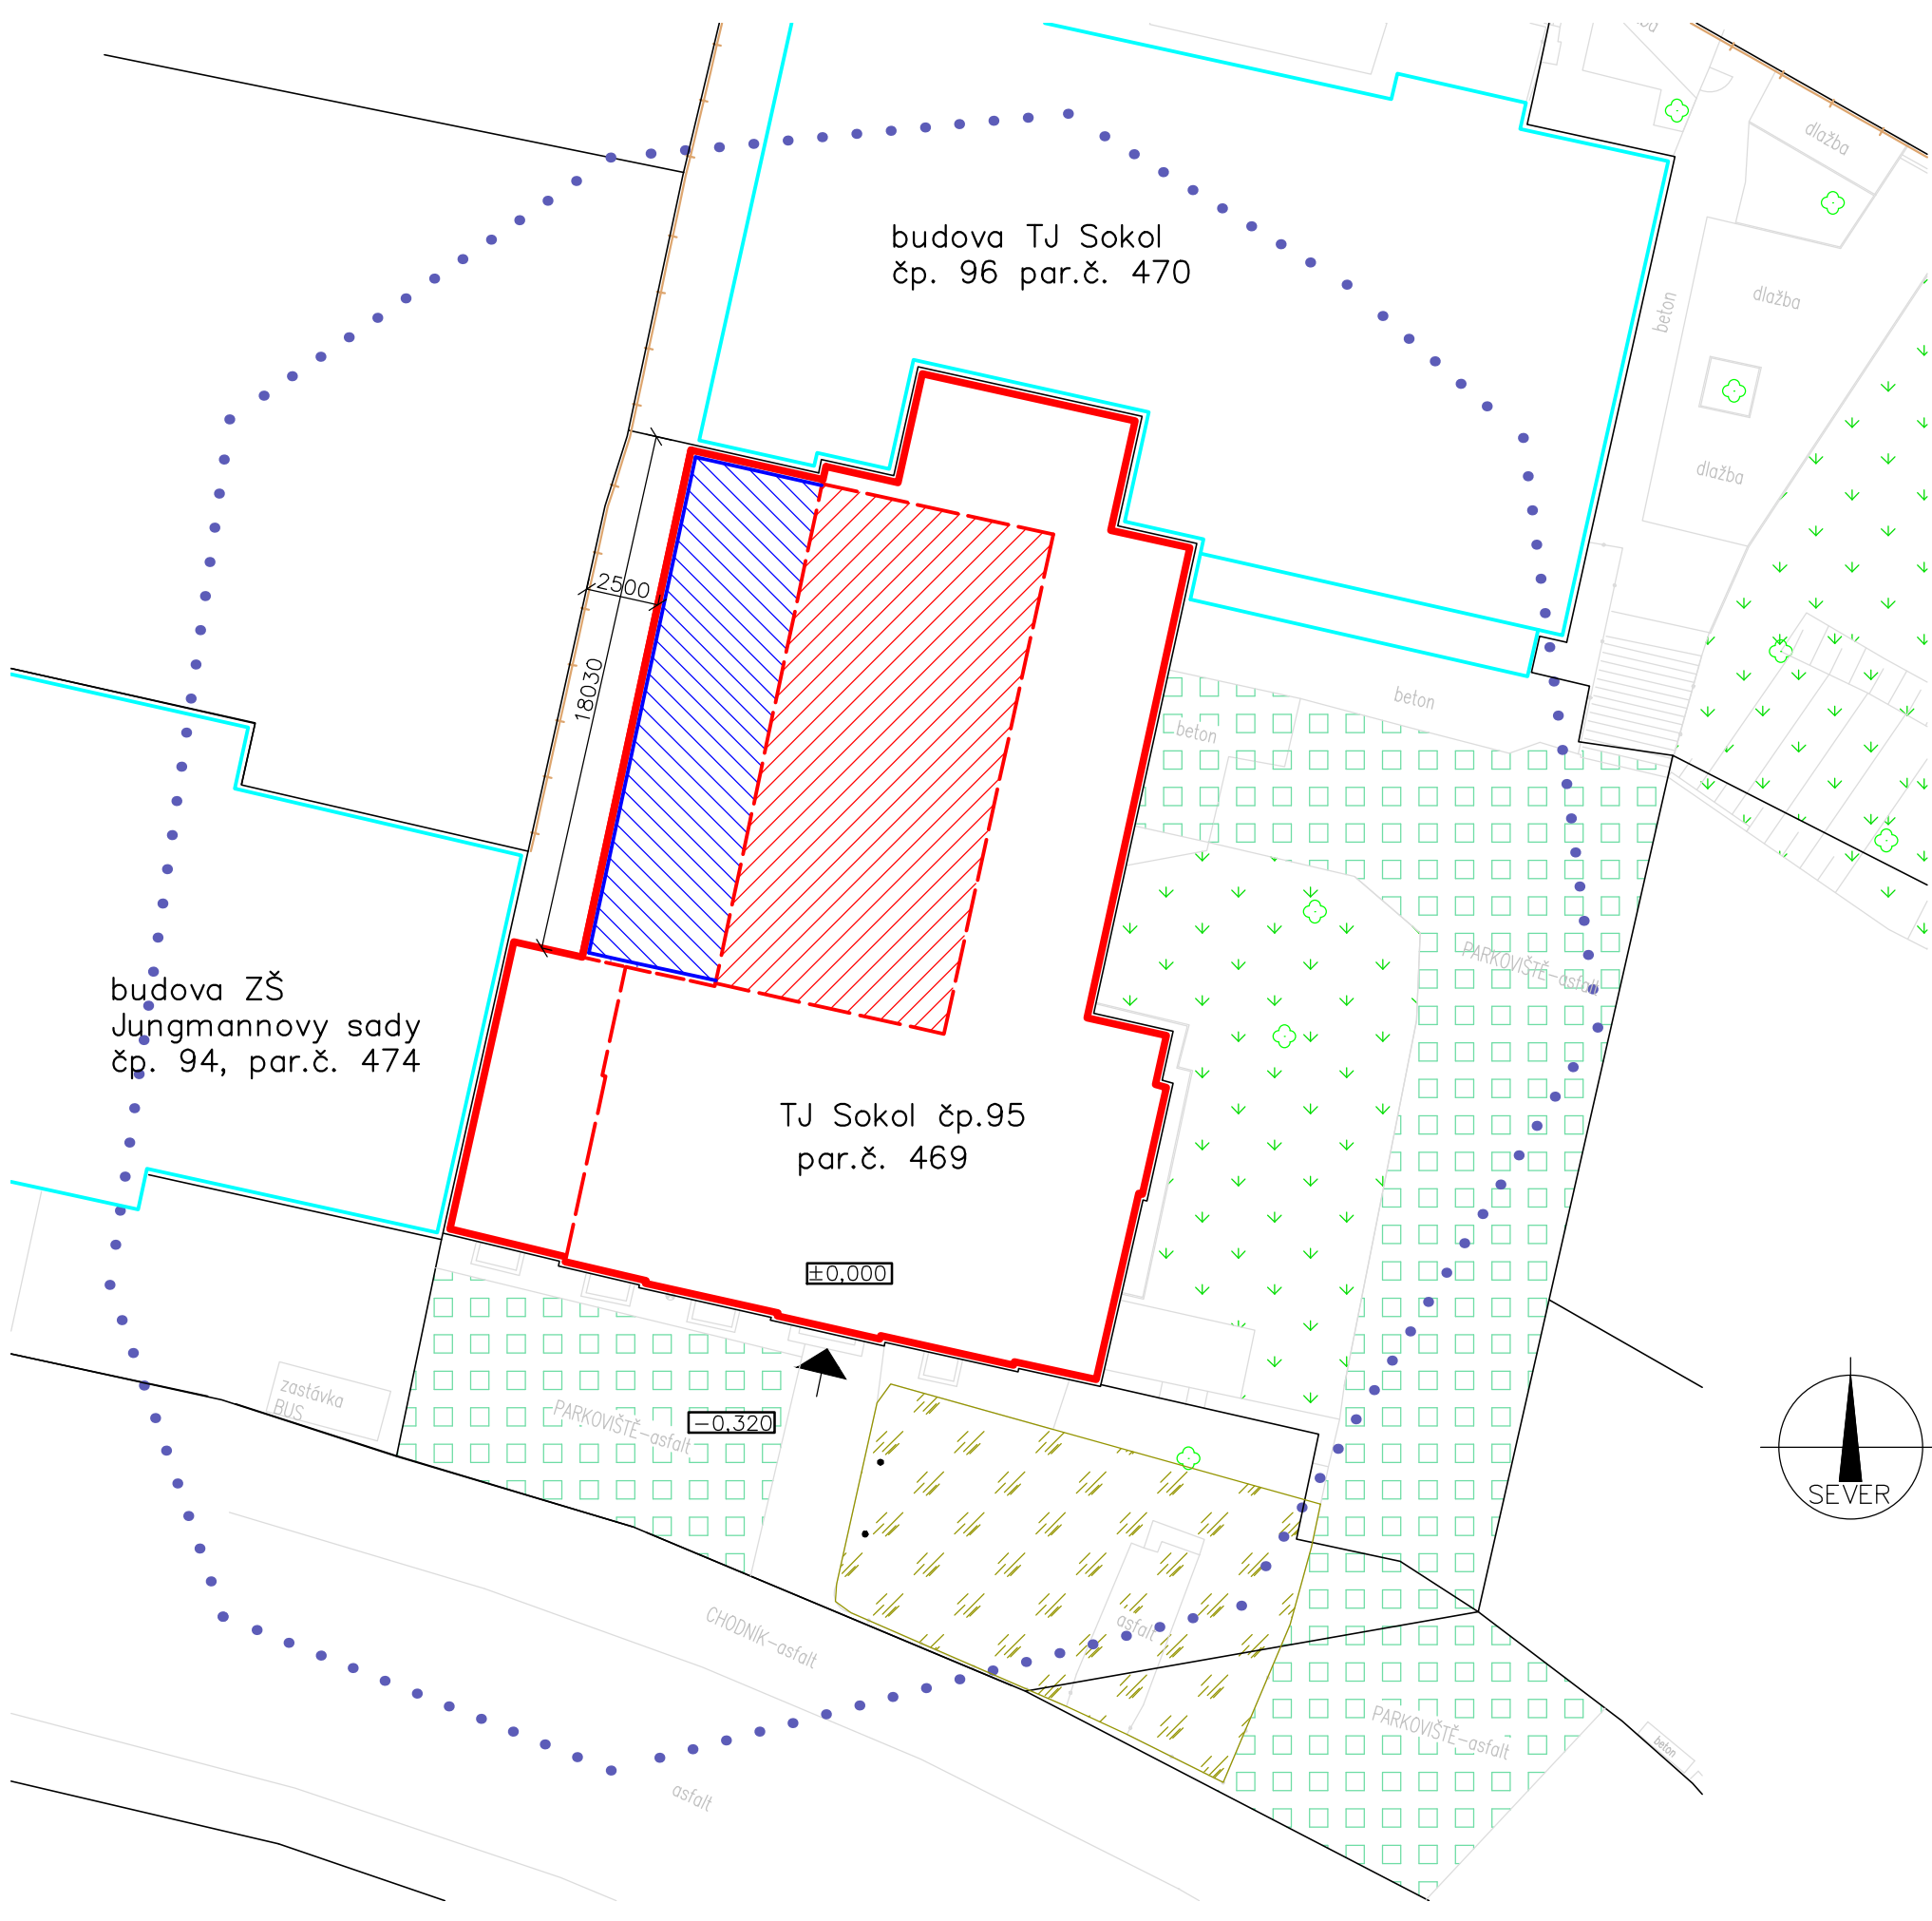 dlažba
budova TJ Sokol
čp. 96 par.č. 470
dlažba
beton
dlažba
2500
18030
beton
beton
PARKOVIŠTĚ-asfalt
budova ZŠ
Jungmannovy sady
čp. 94, par.č. 474
TJ Sokol čp.95
par.č. 469
±0,000
zastávka
BUS
PARKOVIŠTĚ-asfalt
-0,320
SEVER
CHODNÍK-asfalt
asfalt
PARKOVIŠTĚ-asfalt
beton
asfalt